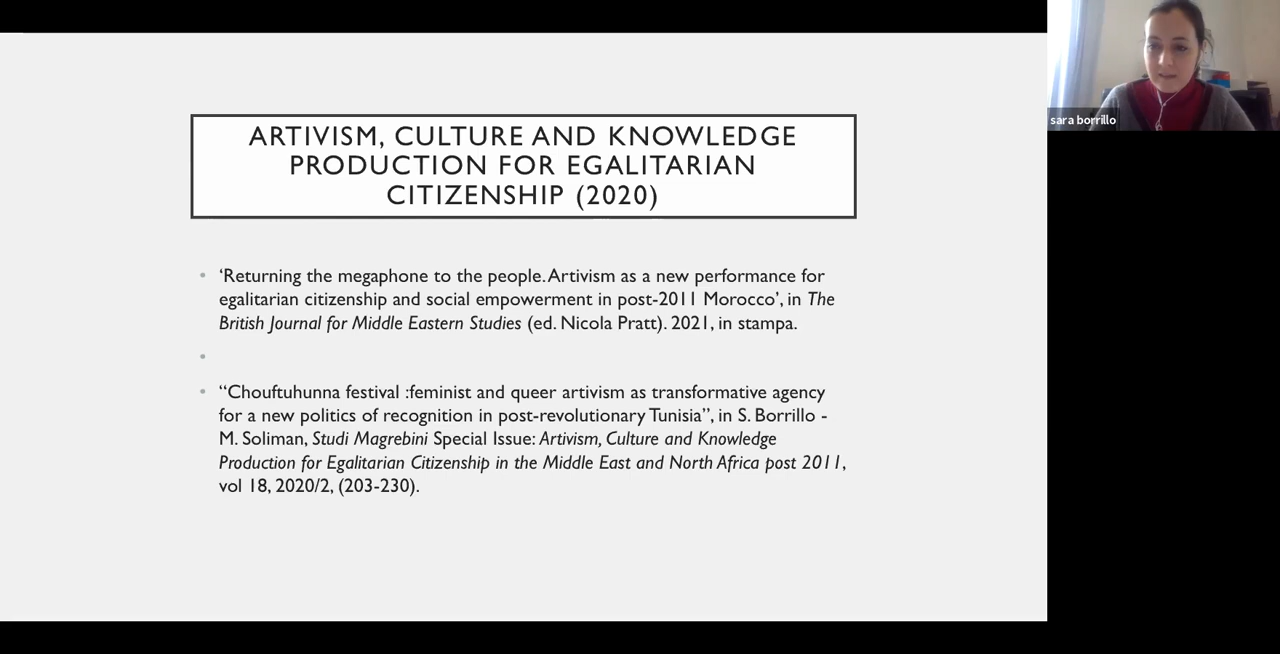 ARTIVISM, CULTURE AND KNOWLEDGE
PRODUCTION FOR EGALITARIAN
CITIZENSHIP (2020)
‘Returning the megaphone to the people. Artivism as a new performance for
egalitarian citizenship and social empowerment in post-2011 Morocco’, in The
British Journal for Middle Eastern Studies (ed. Nicola Pratt). 2021, in stampa.
“Chouftuhunna festival :feminist and queer artivism as transformative agency
for a new politics of recognition in post-revolutionary Tunisia”, in S. Borrillo -
M. Soliman, Studi Magrebini Special Issue: Artivism, Culture and Knowledge
Production for Egalitarian Citizenship in the Middle East and North Africa post 2011,
vol 18, 2020/2, (203-230).
sara borrillo